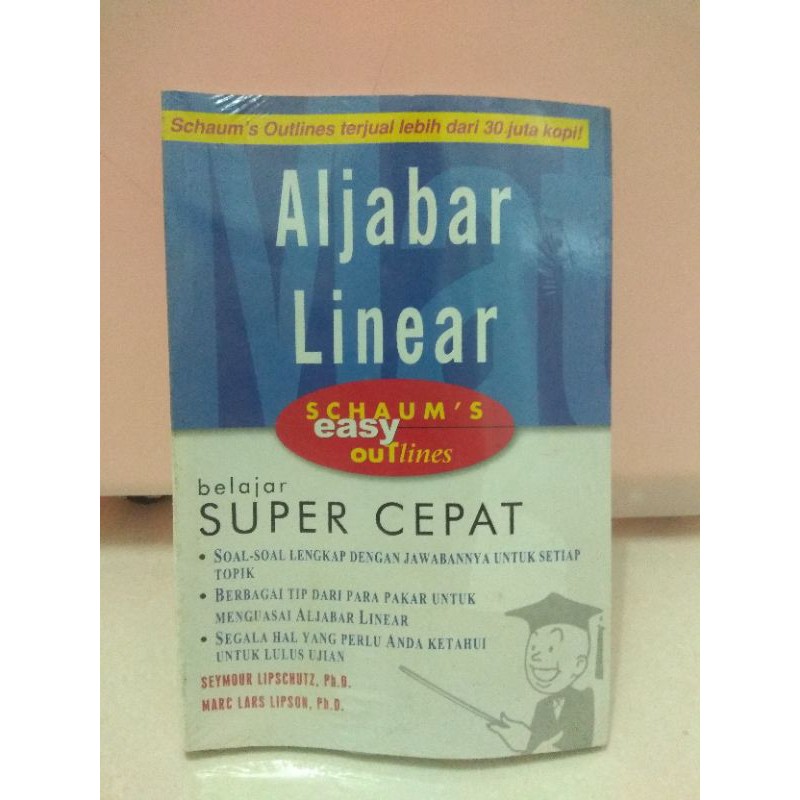 Schaum's Outlines terjual lebih dari 30 juta kopi!
Mat
Aljabar
Linear
SCHAUM'S
easy
OUTlines
belajar
SUPER CEPAT
• SOAL-SOAL LENGKAP DENGAN JAWABANNYA UNTUK SETIAP
TOPIK
• BERBAGAI TIP DARI PARA PAKAR UNTUK
MENGUASAI ALJABAR LINEAR
• SEGALA HAL YANG PERLU ANDA KETAHUI
UNTUK LULUS UJIAN
SEYMOUR LIPSCHUTZ, Ph.D.
MARC LARS LIPSON, Ph.D.